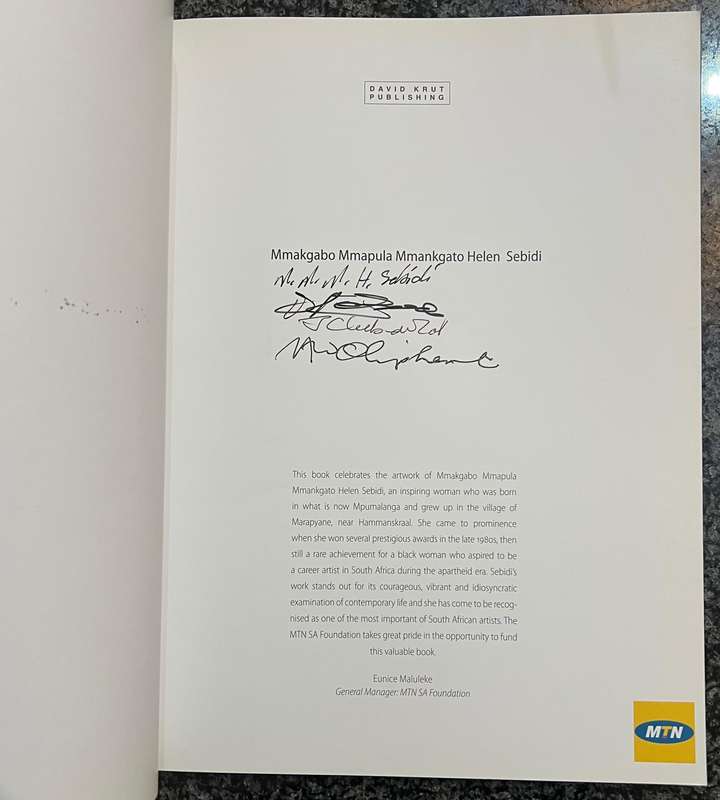 DAVID KRUT
PUBLISHING
Mmakgabo Mmapula Mmankgato Helen Sebidi
M. M. M. H. Sebidi
This book celebrates the artwork of Mmakgabo Mmapula
Mmankgato Helen Sebidi, an inspiring woman who was born
in what is now Mpumalanga and grew up in the village of
Marapyane, near Hammanskraal. She came to prominence
when she won several prestigious awards in the late 1980s, then
still a rare achievement for a black woman who aspired to be
a career artist in South Africa during the apartheid era. Sebidi's
work stands out for its courageous, vibrant and idiosyncratic
examination of contemporary life and she has come to be recog-
nised as one of the most important of South African artists. The
MTN SA Foundation takes great pride in the opportunity to fund
this valuable book.
Eunice Maluleke
General Manager: MTN SA Foundation
MTN